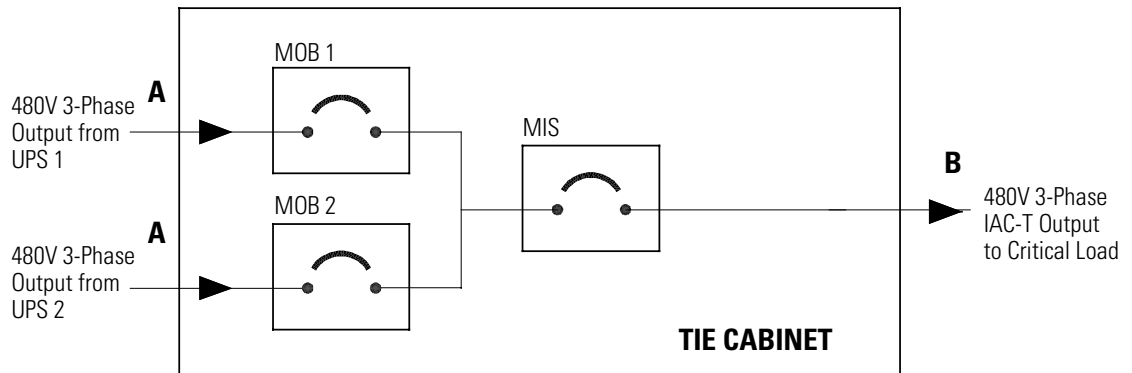 MOB 1
A
480V 3-Phase
Output from
UPS 1
MIS
B
480V 3-Phase
IAC-T Output
to Critical Load
MOB 2
A
480V 3-Phase
Output from
UPS 2
TIE CABINET